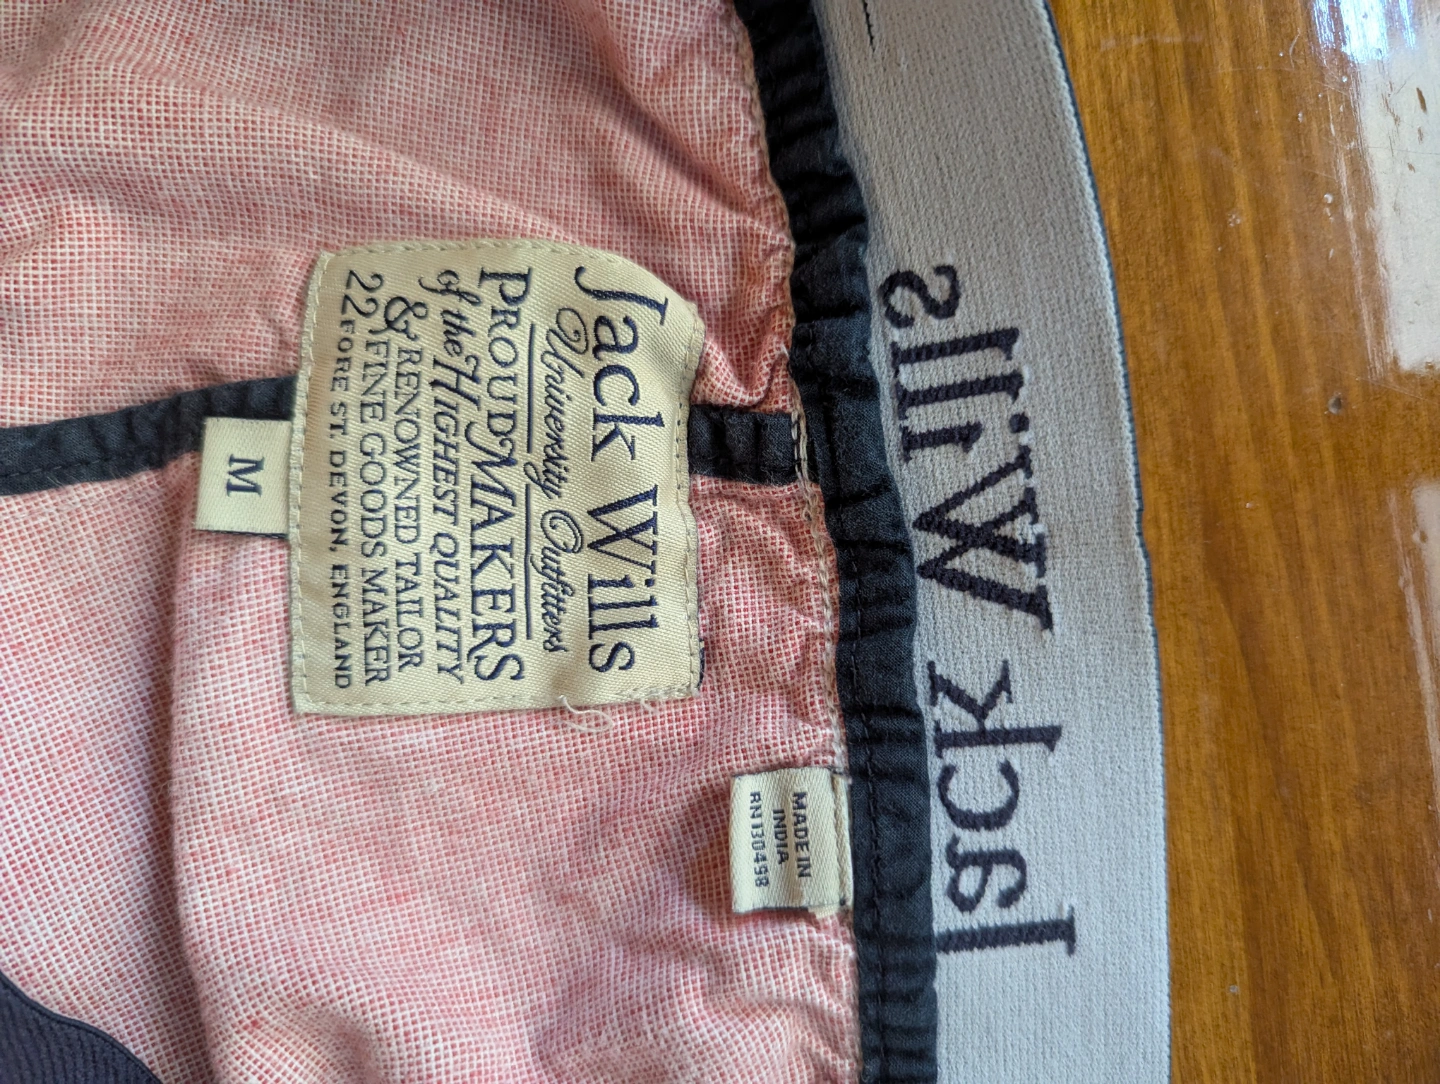 Jack Wills
University Outfitters
PROUD MAKERS
of the HIGHEST QUALITY
& RENOWNED TAILOR
22 FINE GOODS MAKER
FORE ST. DEVON, ENGLAND
M
MADE IN
INDIA
RN130498
Jack Wills